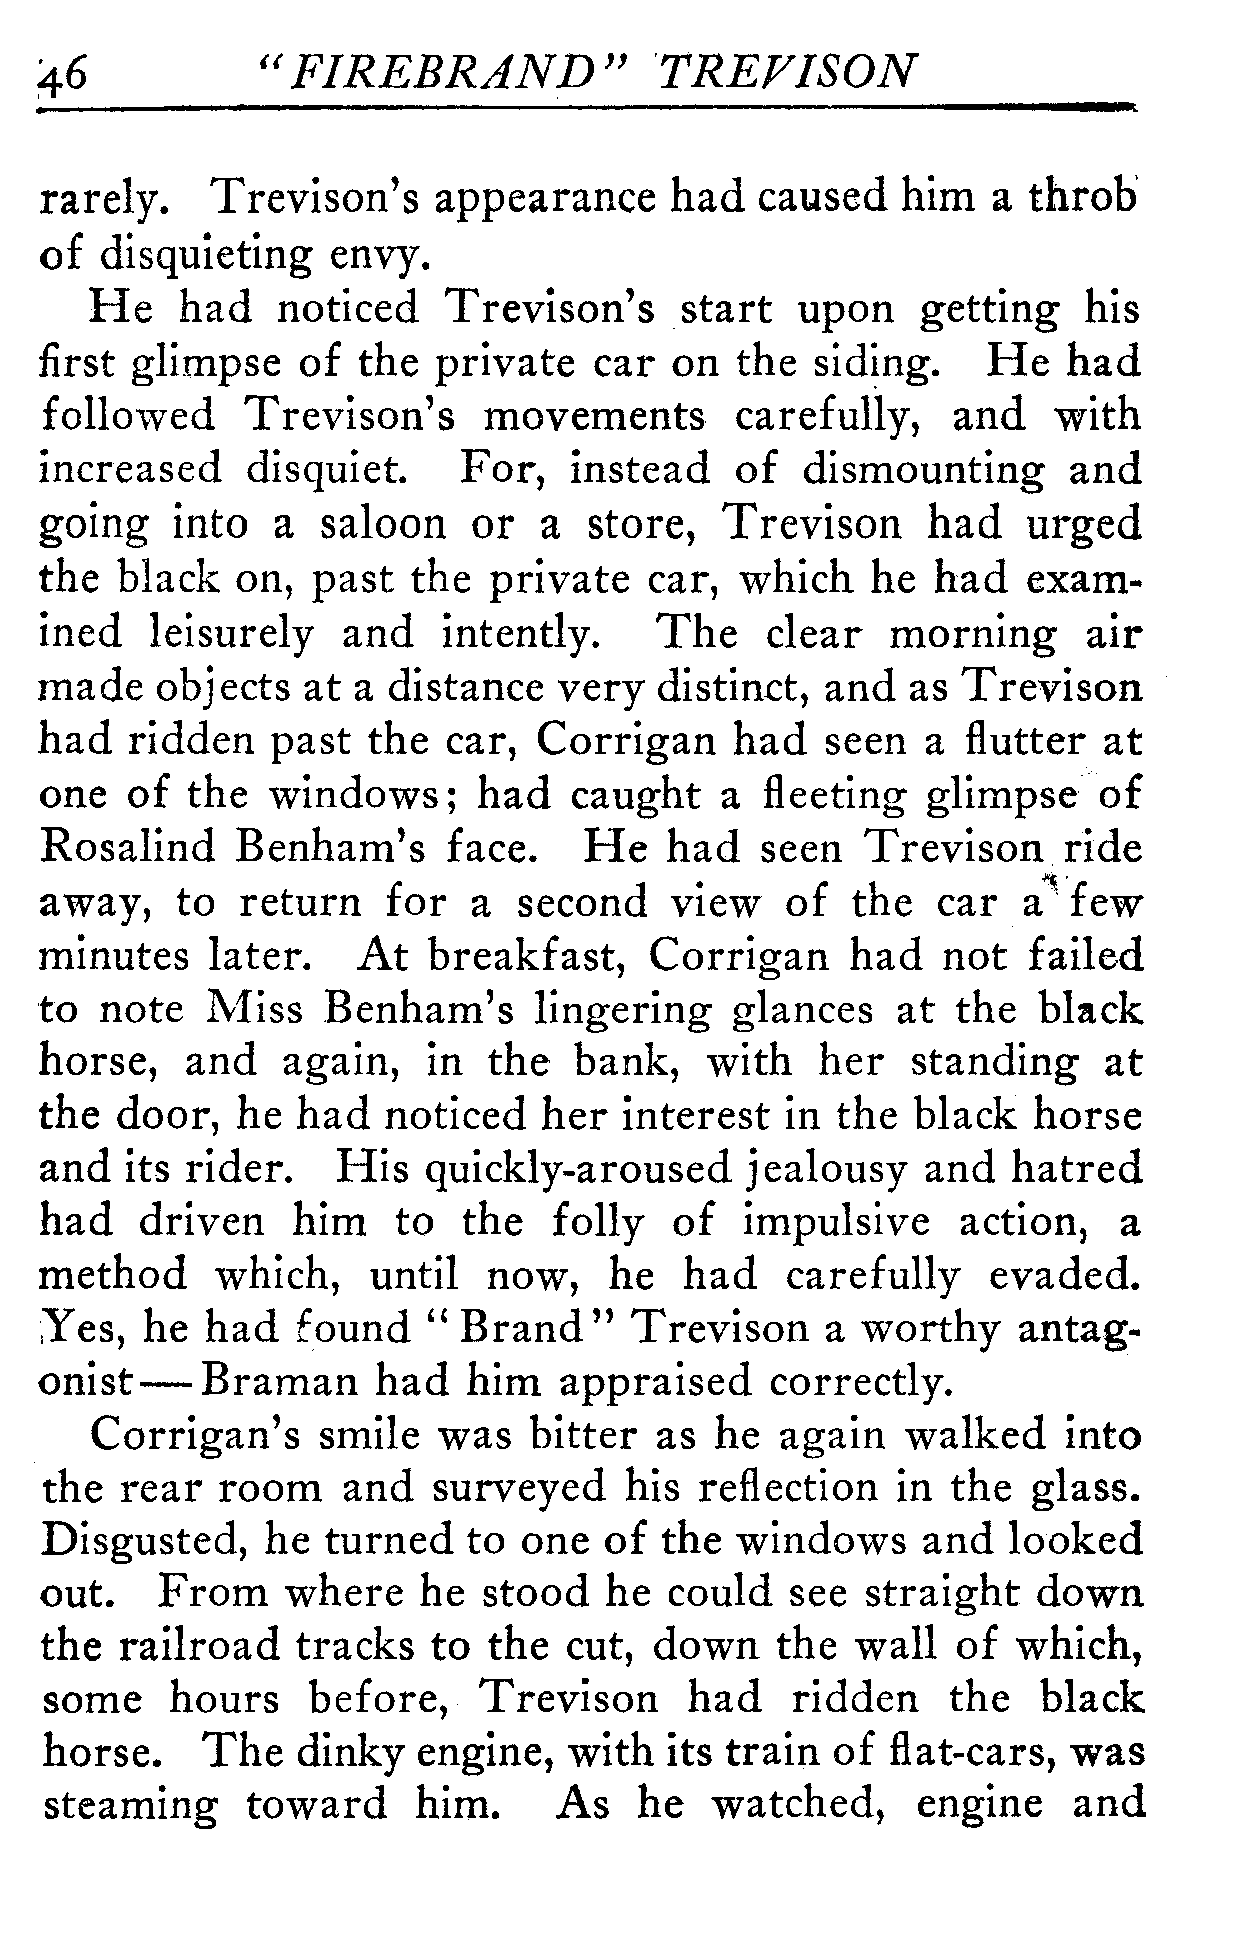 46 "FIREBRAND" TREVISON
rarely. Trevison's appearance had caused him a throb
of disquieting envy.
He had noticed Trevison's start upon getting his
first glimpse of the private car on the siding. He had
followed Trevison's movements carefully, and with
increased disquiet. For, instead of dismounting and
going into a saloon or a store, Trevison had urged
the black on, past the private car, which he had exam-
ined leisurely and intently. The clear morning air
made objects at a distance very distinct, and as Trevison
had ridden past the car, Corrigan had seen a flutter at
one of the windows; had caught a fleeting glimpse of
Rosalind Benham's face. He had seen Trevison ride
away, to return for a second view of the car a few
minutes later. At breakfast, Corrigan had not failed
to note Miss Benham's lingering glances at the black
horse, and again, in the bank, with her standing at
the door, he had noticed her interest in the black horse
and its rider. His quickly-aroused jealousy and hatred
had driven him to the folly of impulsive action, a
method which, until now, he had carefully evaded.
Yes, he had found "Brand" Trevison a worthy antag-
onist—Braman had him appraised correctly.
Corrigan's smile was bitter as he again walked into
the rear room and surveyed his reflection in the glass.
Disgusted, he turned to one of the windows and looked
out. From where he stood he could see straight down
the railroad tracks to the cut, down the wall of which,
some hours before, Trevison had ridden the black
horse. The dinky engine, with its train of flat-cars, was
steaming toward him. As he watched, engine and